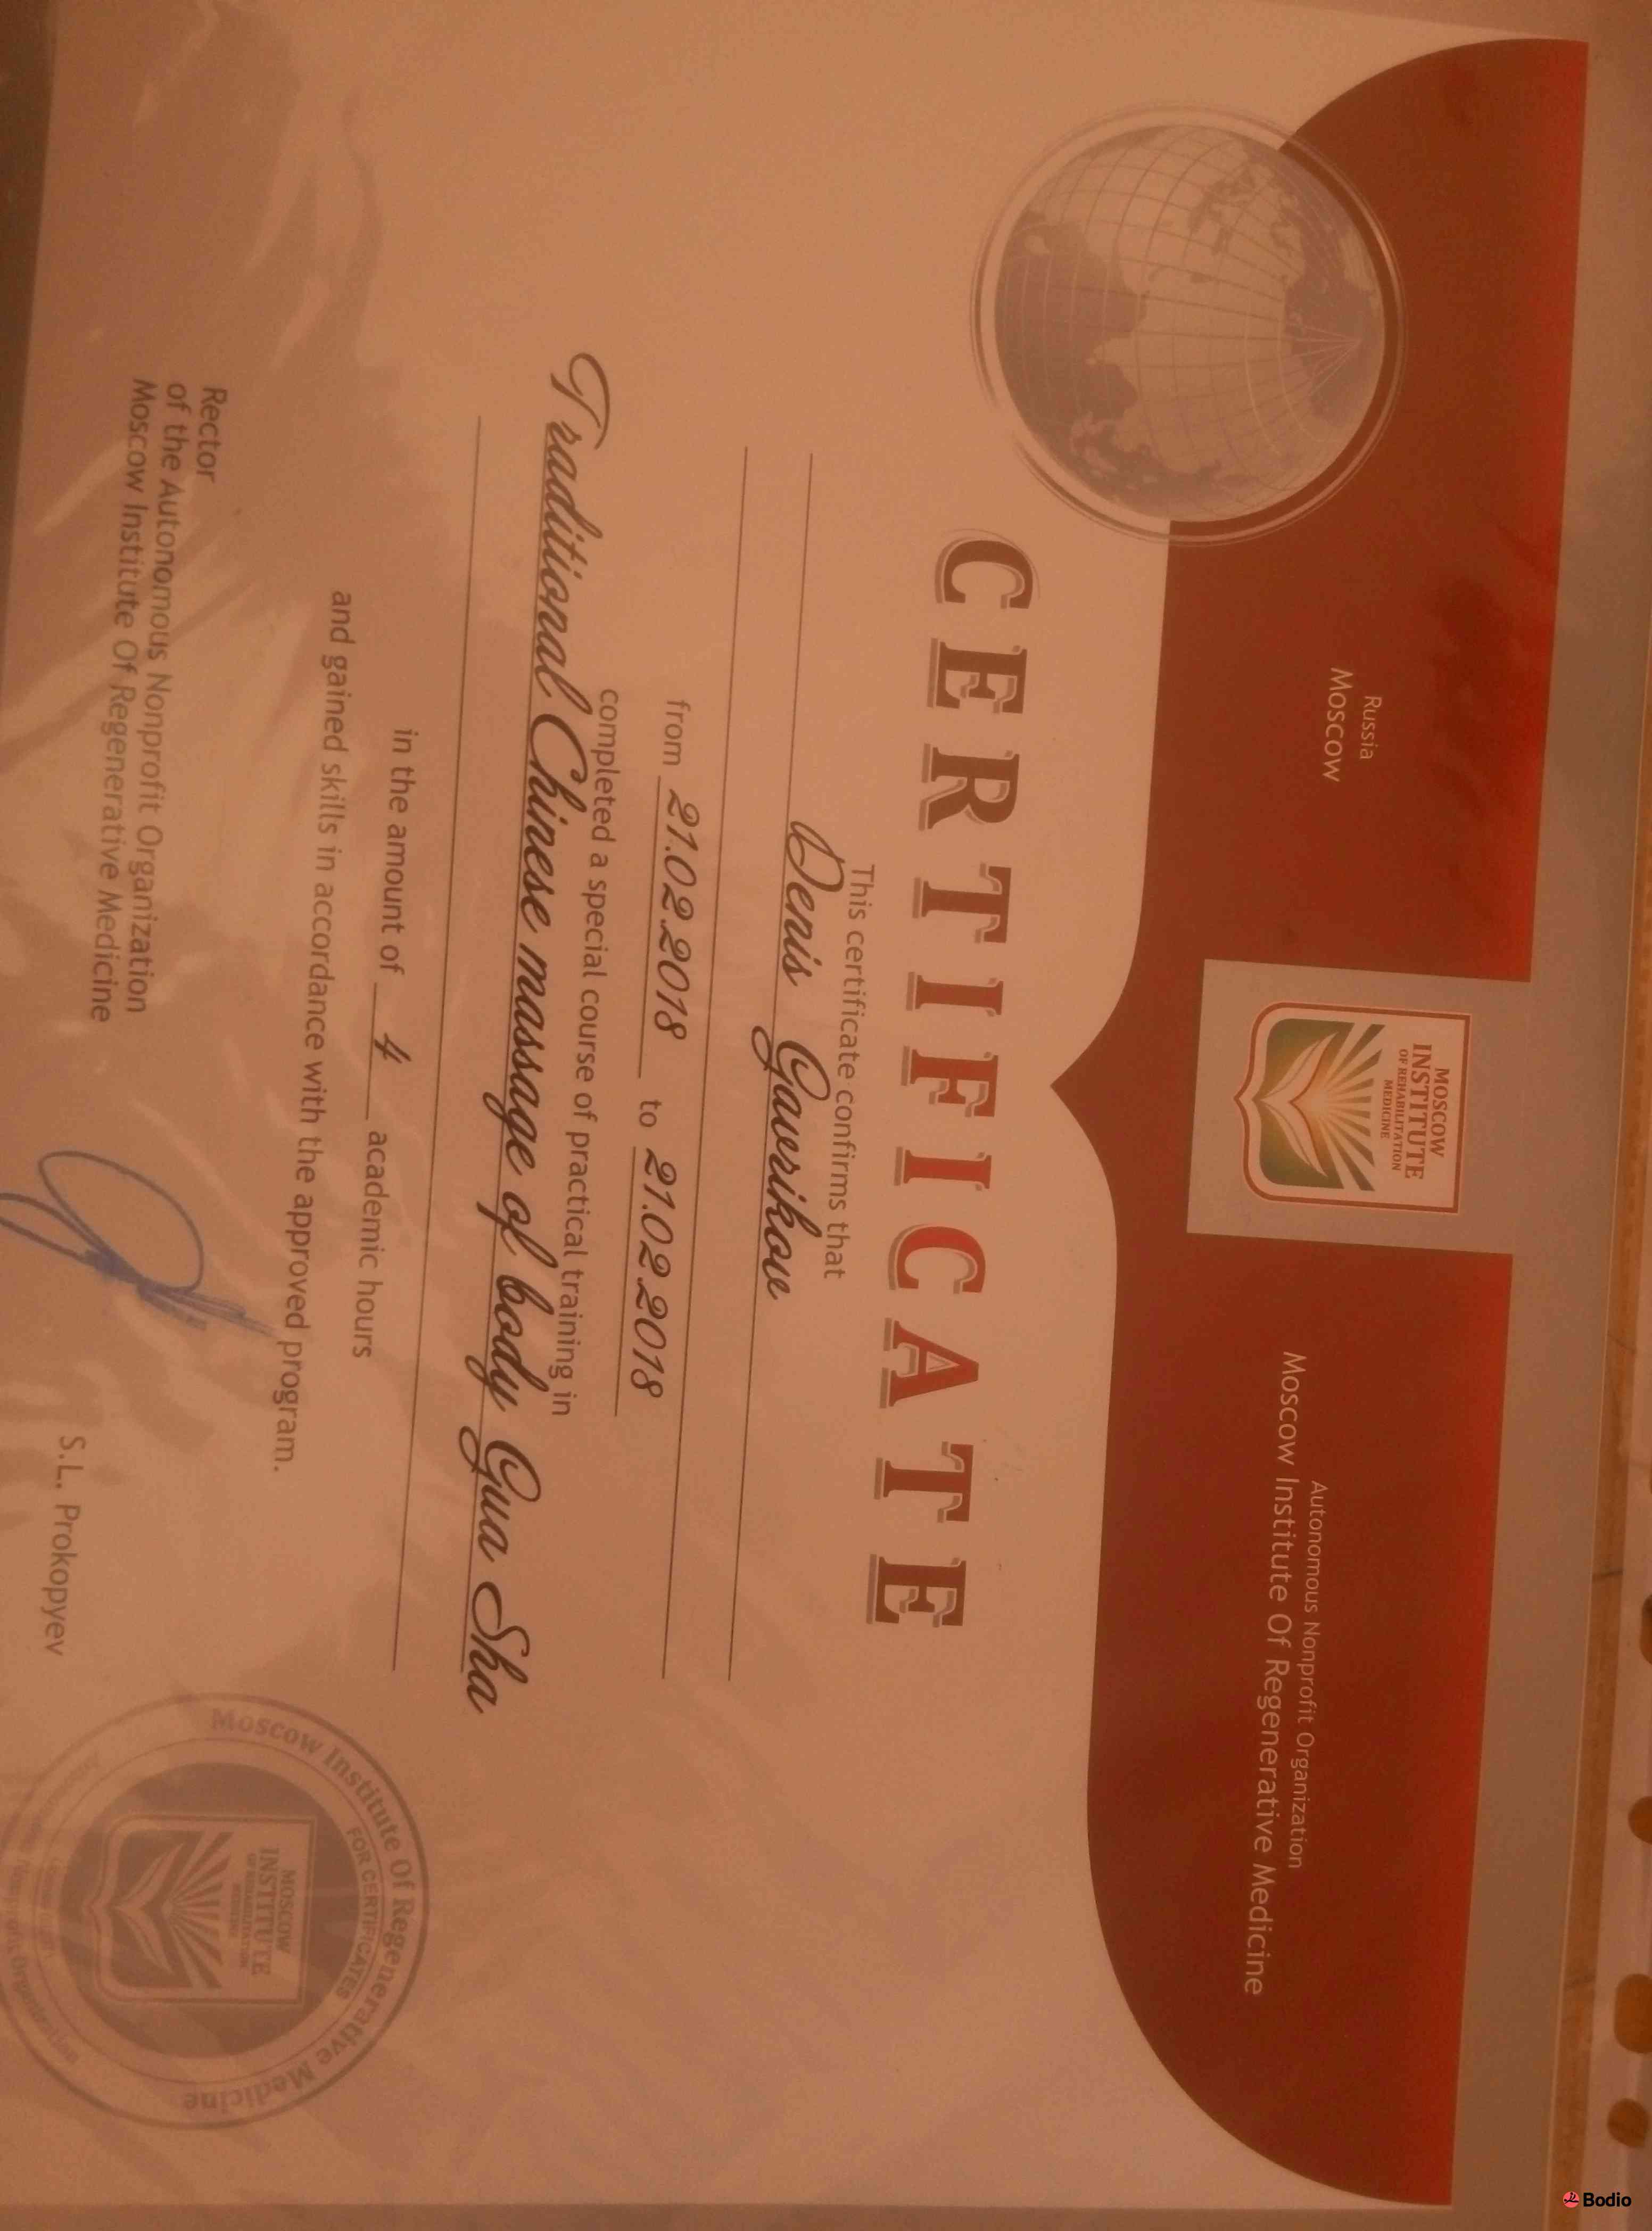 Russia
Moscow
MOSCOW
INSTITUTE
OF REHABILITATION
MEDICINE
Autonomous Nonprofit Organization
Moscow Institute Of Regenerative Medicine
CERTIFICATE
This certificate confirms that
Denis Gavrikov
from 21.02.2018 to 21.02.2018
completed a special course of practical training in
Traditional Chinese massage of body Gua Sha
in the amount of 4 academic hours
and gained skills in accordance with the approved program.
Rector
of the Autonomous Nonprofit Organization
Moscow Institute Of Regenerative Medicine
S.L. Prokopyev
Moscow Institute Of Regenerative Medicine
FOR CERTIFICATES
MOSCOW
INSTITUTE
OF REHABILITATION
MEDICINE
Bodio